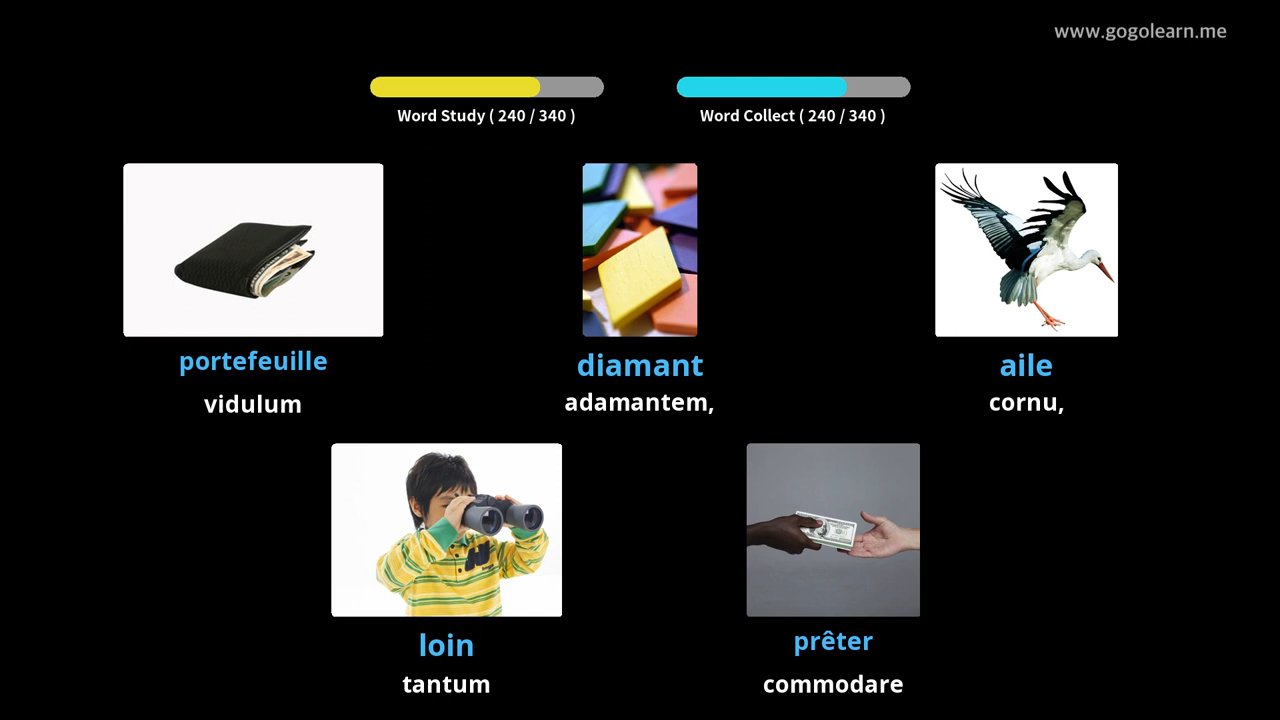 www.gogolearn.me
Word Study ( 240 / 340 )
Word Collect ( 240 / 340 )
portefeuille
vidulum
diamant
adamantem,
aile
cornu,
loin
tantum
prêter
commodare